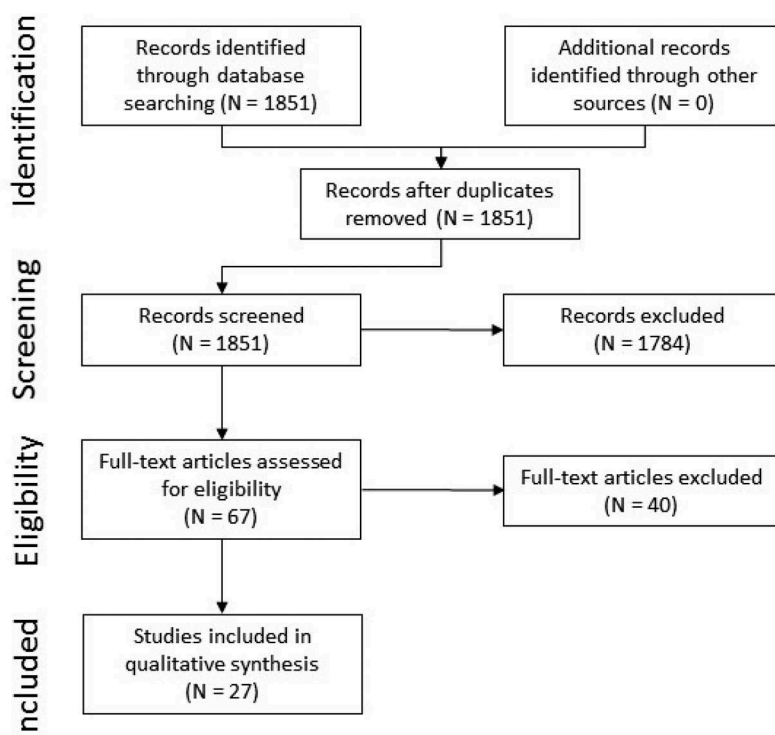 Identification
Records identified
through database
searching (N = 1851)
Additional records
identified through other
sources (N = 0)
Records after duplicates
removed (N = 1851)
Screening
Records screened
(N = 1851)
Records excluded
(N = 1784)
Eligibility
Full-text articles assessed
for eligibility
(N = 67)
Full-text articles excluded
(N = 40)
ncluded
Studies included in
qualitative synthesis
(N = 27)